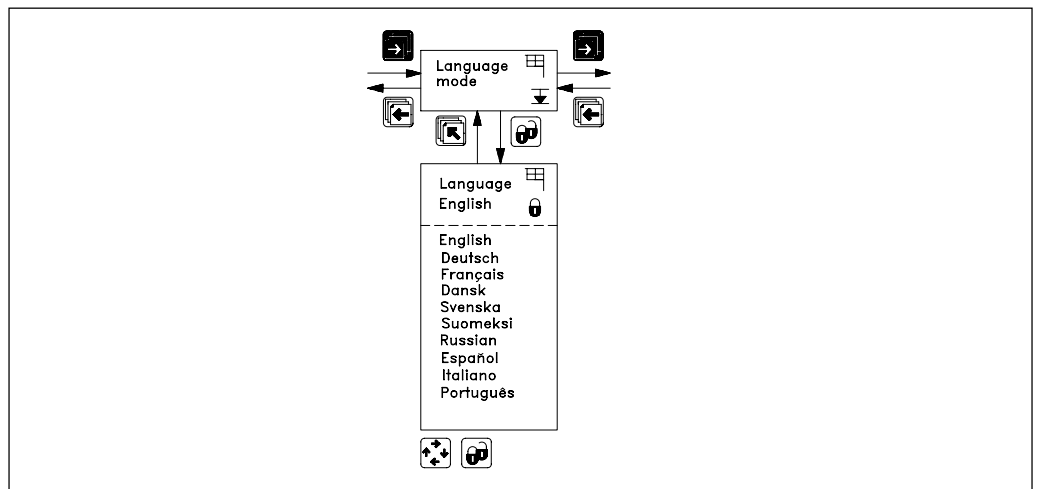 Language
mode
Language
English
English
Deutsch
Français
Dansk
Svenska
Suomeksi
Russian
Español
Italiano
Português